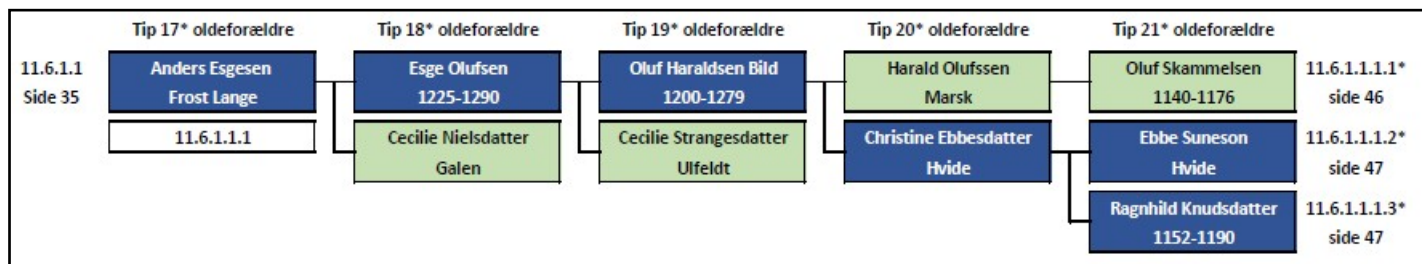 Tip 17* oldeforældre
Tip 18* oldeforældre
Tip 19* oldeforældre
Tip 20* oldeforældre
Tip 21* oldeforældre
11.6.1.1
Side 35
Anders Esgesen
Frost Lange
11.6.1.1.1
Esge Olufsen
1225-1290
Cecilie Nielsdatter
Galen
Oluf Haraldsen Bild
1200-1279
Cecilie Strangesdatter
Ulfeldt
Harald Olufssen
Marsk
Christine Ebbesdatter
Hvide
Oluf Skammelsen
1140-1176
Ebbe Suneson
Hvide
Ragnhild Knudsdatter
1152-1190
11.6.1.1.1.1*
side 46
11.6.1.1.1.2*
side 47
11.6.1.1.1.3*
side 47